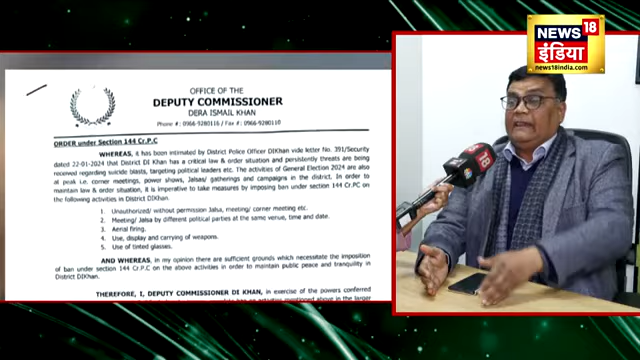 OFFICE OF THE
DEPUTY COMMISSIONER
DERA ISMAIL KHAN
Phone #: 0966-9280116 / Fax #: 0966-9280110
ORDER under Section 144 Cr.P.C
WHEREAS, it has been intimated by District Police Officer DIKhan vide letter No. 391/Security
dated 22-01-2024 that District DI Khan has a critical law & order situation and persistently threats are being
received regarding suicide blasts, targeting political leaders etc. The activities of General Election 2024 are also
at peak i.e. corner meetings, power shows, Jalsas/ gatherings and campaigns in the district. In order to
maintain law & order situation, it is imperative to take measures by imposing ban under section 144 Cr.PC on
the following activities in District DIKhan.
1. Unauthorized/ without permission Jalsa, meeting/ corner meeting etc.
2. Meeting/ Jalsa by different political parties at the same venue, time and date.
3. Aerial firing.
4. Use, display and carrying of weapons.
5. Use of tinted glasses.
AND WHEREAS, in my opinion there are sufficient grounds which necessitate the imposition
of ban under section 144 Cr.PC on the above activities in order to maintain public peace and tranquility in
District DIKhan.
THEREFORE, I, DEPUTY COMMISSIONER DI KHAN, in exercise of the powers conferred
NEWS 18
इंडिया
news18india.com
18